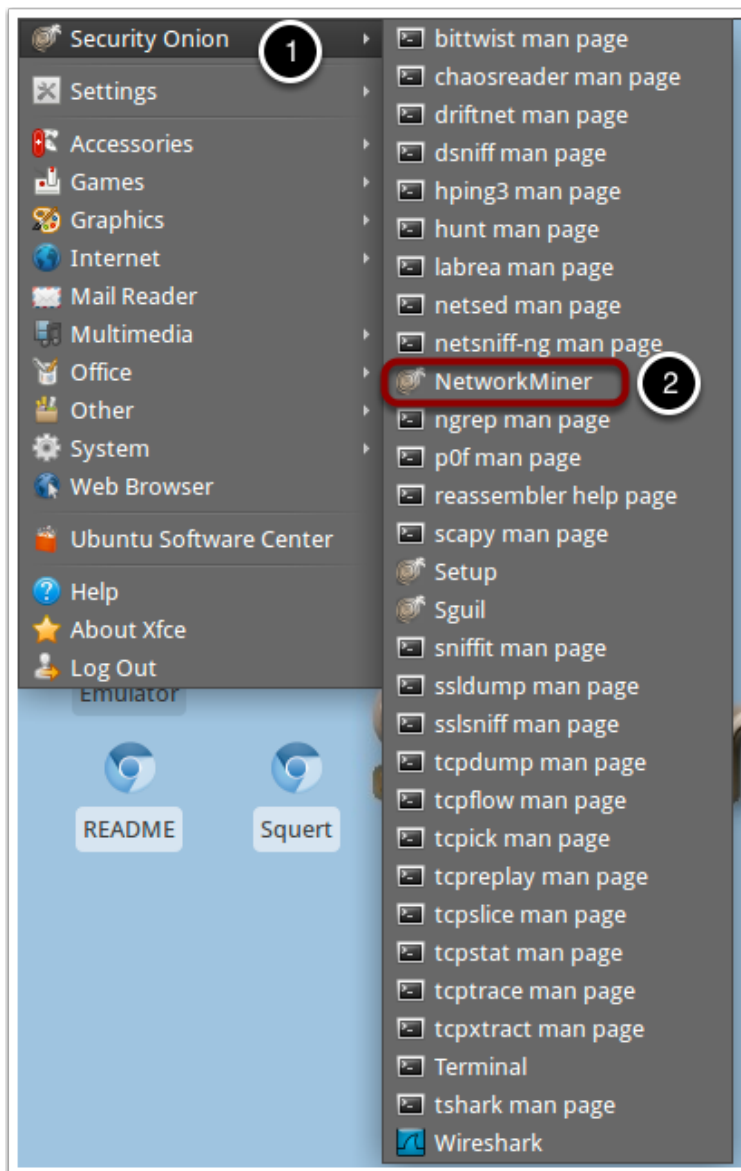 Security Onion
1
Settings
Accessories
Games
Graphics
Internet
Mail Reader
Multimedia
Office
Other
System
Web Browser
Ubuntu Software Center
Help
About Xfce
Log Out
Emulator
README
Squert
bittwist man page
chaosreader man page
driftnet man page
dsniff man page
hping3 man page
hunt man page
labrea man page
netsed man page
netsniff-ng man page
NetworkMiner
2
ngrep man page
p0f man page
reassembler help page
scapy man page
Setup
Sguil
sniffit man page
ssldump man page
sslsniff man page
tcpdump man page
tcpflow man page
tcpick man page
tcpreplay man page
tcpslice man page
tcpstat man page
tcptrace man page
tcpxtract man page
Terminal
tshark man page
Wireshark